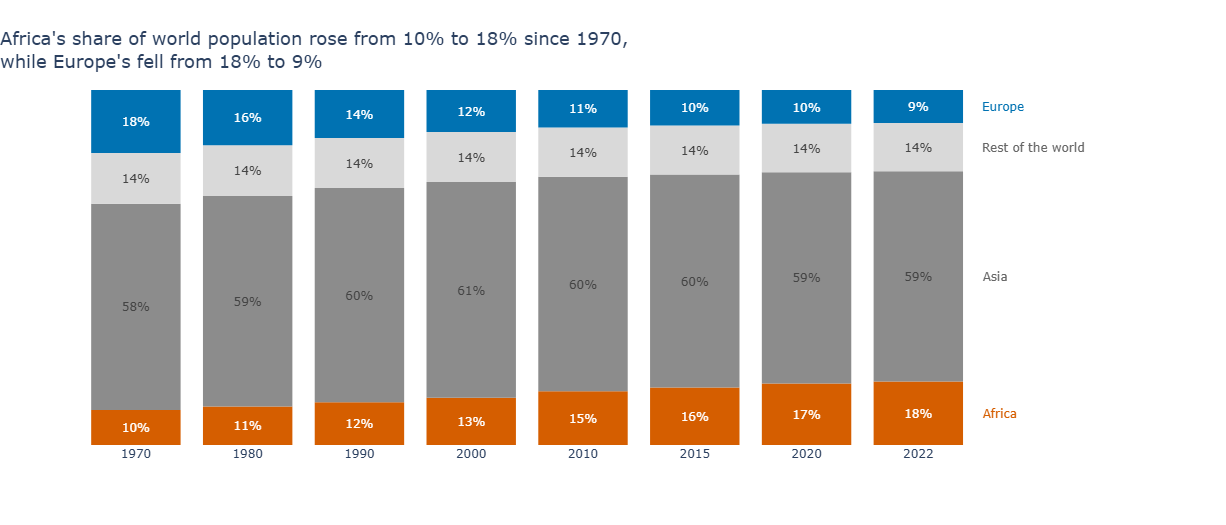 Africa's share of world population rose from 10% to 18% since 1970,
while Europe's fell from 18% to 9%
18% 16% 14% 12% 11% 10% 10% 9% Europe
14% 14% 14% 14% 14% 14% 14% 14% Rest of the world
58% 59% 60% 61% 60% 60% 59% 59% Asia
10% 11% 12% 13% 15% 16% 17% 18% Africa
1970 1980 1990 2000 2010 2015 2020 2022